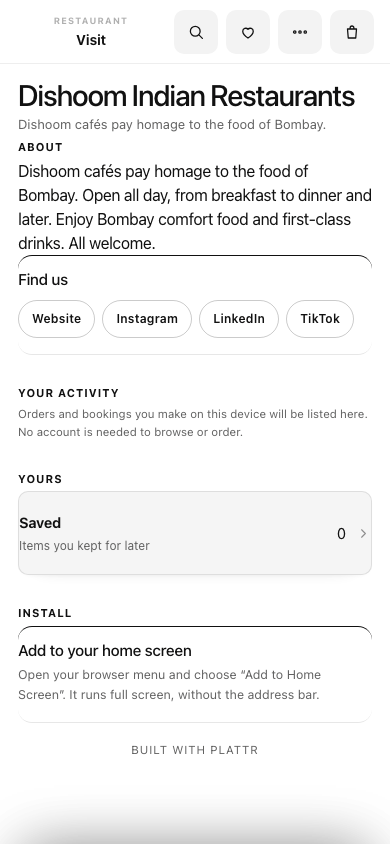 RESTAURANT
Visit
Dishoom Indian Restaurants
Dishoom cafés pay homage to the food of Bombay.
ABOUT
Dishoom cafés pay homage to the food of
Bombay. Open all day, from breakfast to dinner and
later. Enjoy Bombay comfort food and first-class
drinks. All welcome.
Find us
Website Instagram LinkedIn TikTok
YOUR ACTIVITY
Orders and bookings you make on this device will be listed here.
No account is needed to browse or order.
YOURS
Saved
0
Items you kept for later
INSTALL
Add to your home screen
Open your browser menu and choose “Add to Home
Screen”. It runs full screen, without the address bar.
BUILT WITH PLATTR